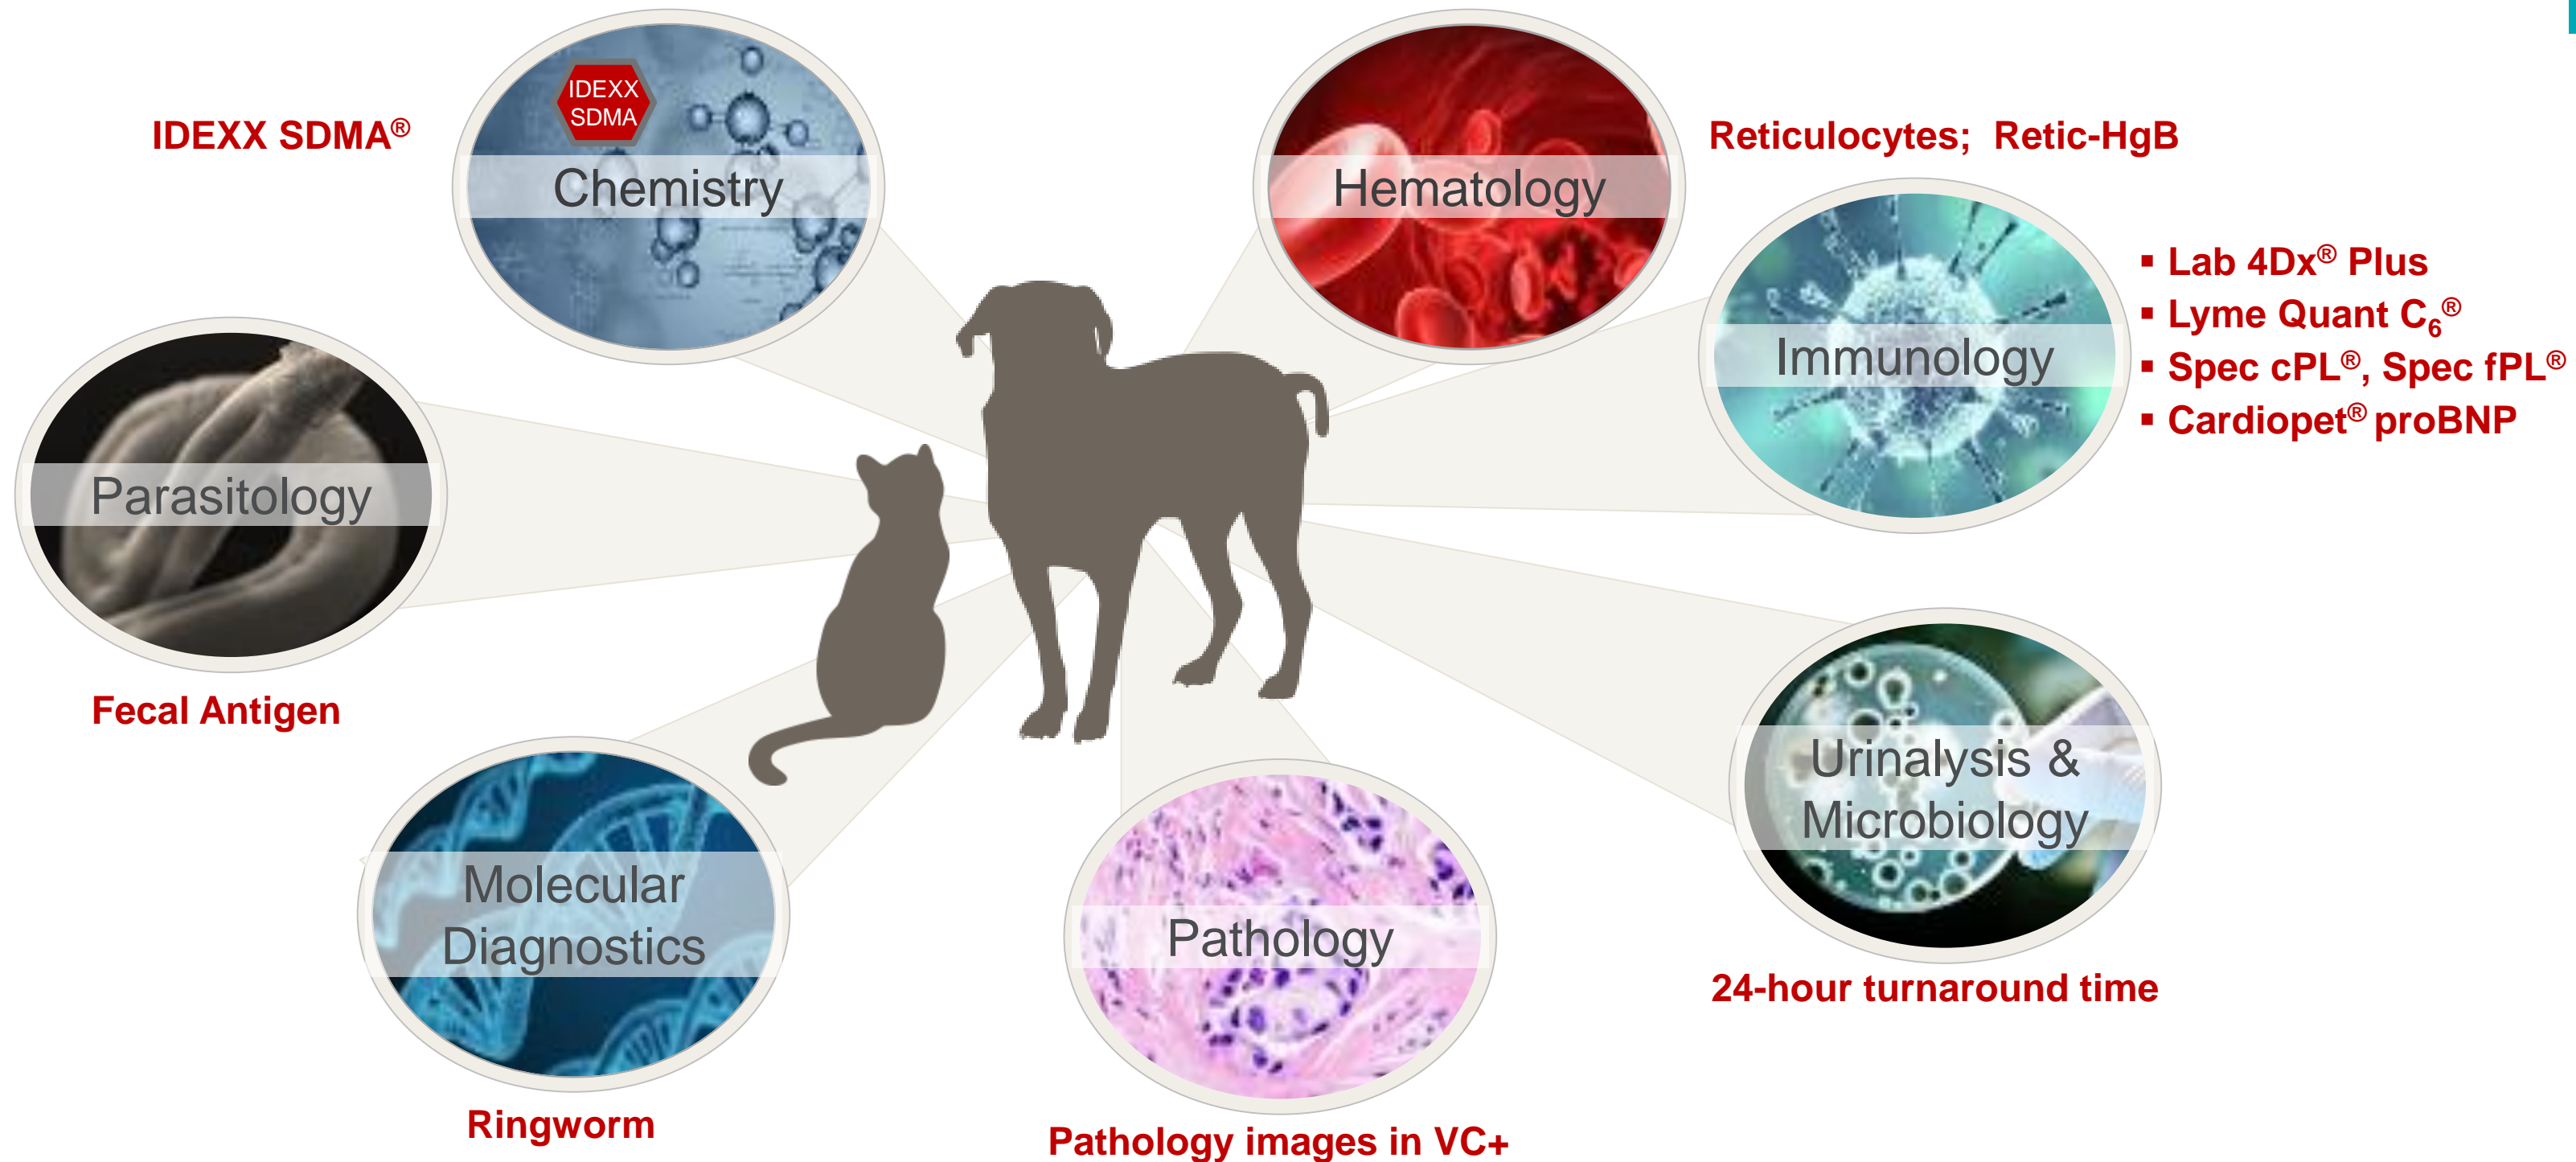 IDEXX
SDMA
IDEXX SDMA®
Chemistry
Hematology
Reticulocytes;  Retic-HgB
Immunology
▪ Lab 4Dx® Plus
▪ Lyme Quant C₆®
▪ Spec cPL®, Spec fPL®
▪ Cardiopet® proBNP
Parasitology
Fecal Antigen
Urinalysis &
Microbiology
24-hour turnaround time
Molecular
Diagnostics
Ringworm
Pathology
Pathology images in VC+